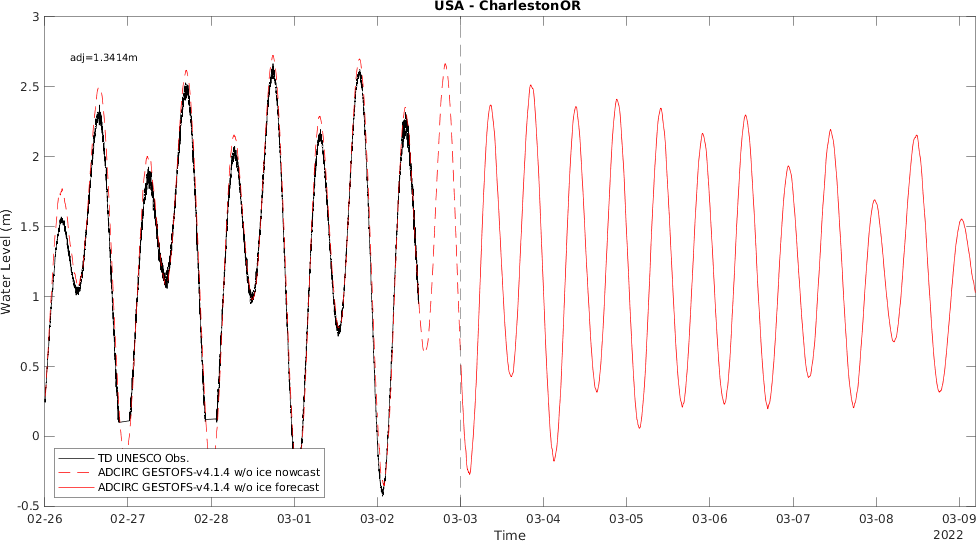 USA - CharlestonOR
adj=1.3414m
Water Level (m)
3
2.5
2
1.5
1
0.5
0
-0.5
TD UNESCO Obs.
ADCIRC GESTOFS-v4.1.4 w/o ice nowcast
ADCIRC GESTOFS-v4.1.4 w/o ice forecast
02-26 02-27 02-28 03-01 03-02 03-03 03-04 03-05 03-06 03-07 03-08 03-09
Time
2022